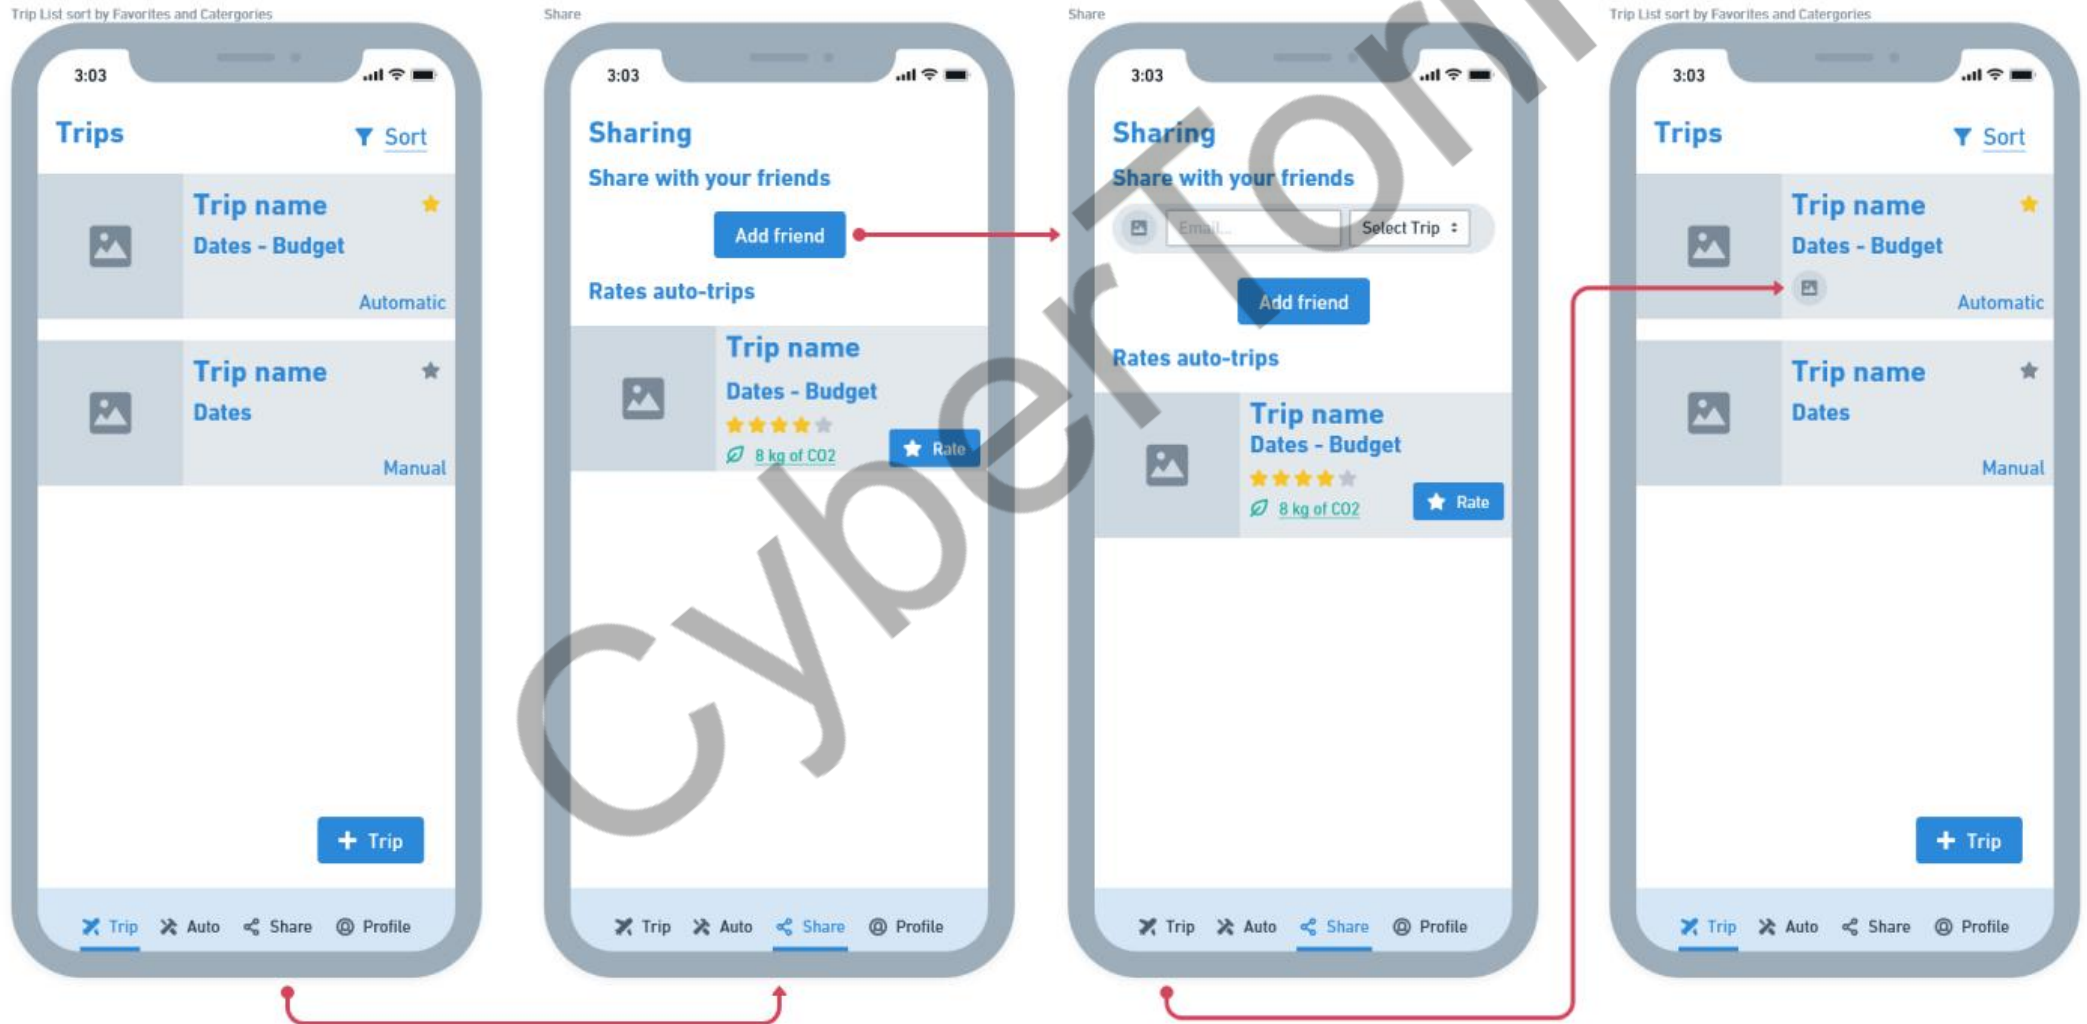 Trip List sort by Favorites and Catergories
3:03
Trips
Sort
Trip name
Dates - Budget
Automatic
Trip name
Dates
Manual
+ Trip
Trip Auto Share Profile
Share
3:03
Sharing
Share with your friends
Add friend
Rates auto-trips
Trip name
Dates - Budget
8 kg of CO2
Rate
Trip Auto Share Profile
Share
3:03
Sharing
Share with your friends
Email...
Select Trip
Add friend
Rates auto-trips
Trip name
Dates - Budget
8 kg of CO2
Rate
Trip Auto Share Profile
Trip List sort by Favorites and Catergories
3:03
Trips
Sort
Trip name
Dates - Budget
Automatic
Trip name
Dates
Manual
+ Trip
Trip Auto Share Profile